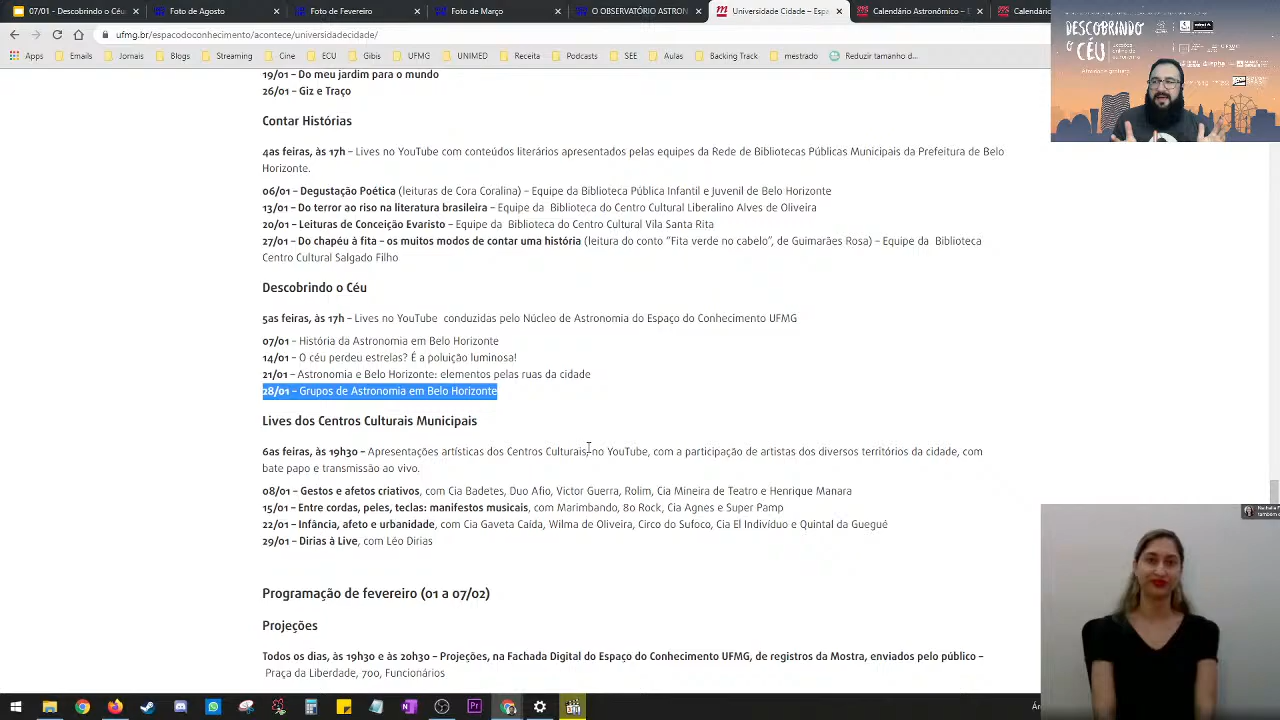 07/01 - Descobrindo o Céu
Foto de Agosto
Foto de Fevereiro
Foto de Março
O OBSERVATÓRIO ASTRON
Universidade Cidade – Espa
Calendário Astronômico – E
Calendário
ufmg.br/espacodoconhecimento/acontece/universidadecidade/
Apps
Emails
Jornais
Blogs
Streaming
Cine
ECU
Gibis
UFMG
UNIMED
Receitas
Podcasts
SEE
Aulas
Backing Track
mestrado
Reduzir tamanho d...
DESCOBRINDO
O CÉU
19/01 – Do meu jardim para o mundo
26/01 – Giz e Traço
Contar Histórias
4as feiras, às 17h – Lives no YouTube com conteúdos literários apresentados pelas equipes da Rede de Bibliotecas Públicas Municipais da Prefeitura de Belo
Horizonte.
06/01 – Degustação Poética (leituras de Cora Coralina) – Equipe da Biblioteca Pública Infantil e Juvenil de Belo Horizonte
13/01 – Do terror ao riso na literatura brasileira – Equipe da Biblioteca do Centro Cultural Liberalino Alves de Oliveira
20/01 – Leituras de Conceição Evaristo – Equipe da Biblioteca do Centro Cultural Vila Santa Rita
27/01 – Do chapéu à fita – os muitos modos de contar uma história (leitura do conto “Fita verde no cabelo”, de Guimarães Rosa) – Equipe da Biblioteca
Centro Cultural Salgado Filho
Descobrindo o Céu
5as feiras, às 17h – Lives no YouTube conduzidas pelo Núcleo de Astronomia do Espaço do Conhecimento UFMG
07/01 – História da Astronomia em Belo Horizonte
14/01 – O céu perdeu estrelas? É a poluição luminosa!
21/01 – Astronomia e Belo Horizonte: elementos pelas ruas da cidade
28/01 – Grupos de Astronomia em Belo Horizonte
Lives dos Centros Culturais Municipais
6as feiras, às 19h30 – Apresentações artísticas dos Centros Culturais, no YouTube, com a participação de artistas dos diversos territórios da cidade, com
bate papo e transmissão ao vivo.
08/01 – Gestos e afetos criativos, com Cia Badetes, Duo Afio, Victor Guerra, Rolim, Cia Mineira de Teatro e Henrique Manara
15/01 – Entre cordas, peles, teclas: manifestos musicais, com Marimbando, 80 Rock, Cia Agnes e Super Pamp
22/01 – Infância, afeto e urbanidade, com Cia Gaveta Caída, Wilma de Oliveira, Circo do Sufoco, Cia El Indivíduo e Quintal da Guegué
29/01 – Dirias à Live, com Léo Dirias
Programação de fevereiro (01 a 07/02)
Projeções
Todos os dias, às 19h30 e às 20h30 – Projeções, na Fachada Digital do Espaço do Conhecimento UFMG, de registros da Mostra, enviados pelo público –
Praça da Liberdade, 700, Funcionários